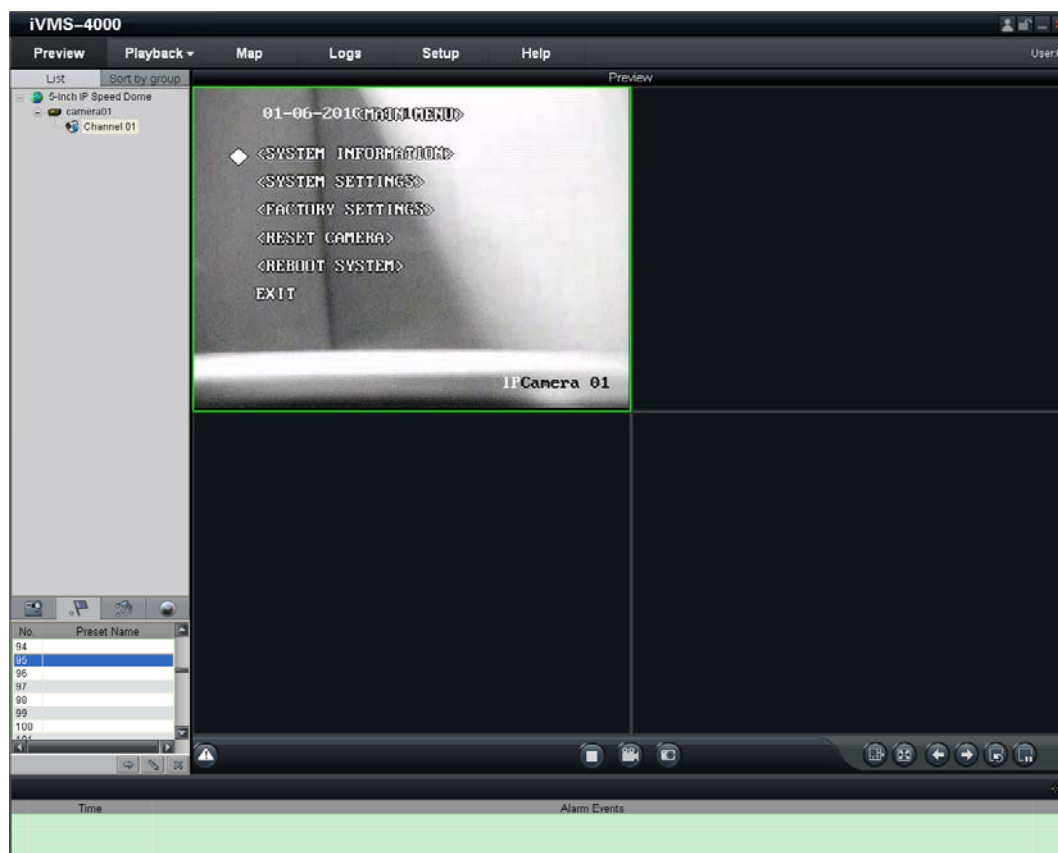 iVMS-4000
Preview Playback Map Logs Setup Help User:
List Sort by group Preview
5-inch IP Speed Dome
camera01
Channel 01
01-06-201 MENU>
<SYSTEM INFORMATION>
<SYSTEM SETTINGS>
<FACTORY SETTINGS>
<RESET CAMERA>
<REBOOT SYSTEM>
EXIT
IPCamera 01
No. Preset Name
94
95
96
97
98
99
100
101
Time Alarm Events